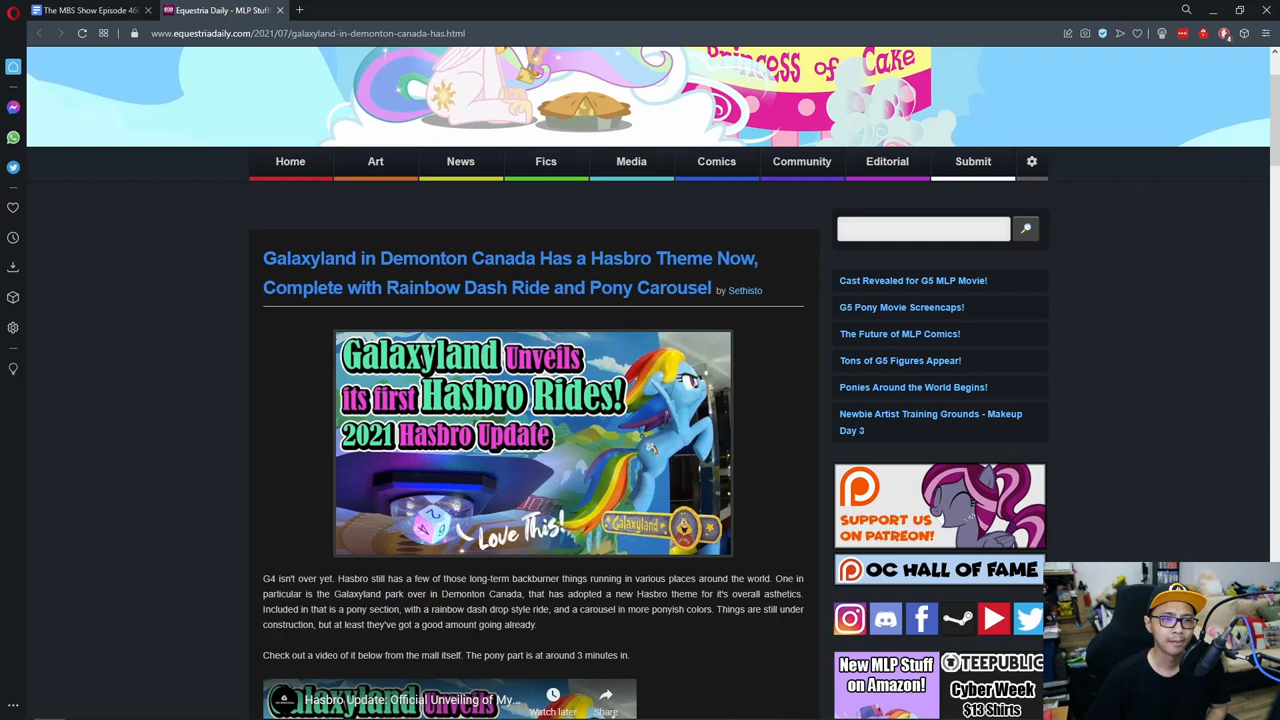 The MBS Show Episode 46
Equestria Daily - MLP Stuff
www.equestriadaily.com/2021/07/galaxyland-in-demonton-canada-has.html
Princess of Cake
Home
Art
News
Fics
Media
Comics
Community
Editorial
Submit
Galaxyland in Demonton Canada Has a Hasbro Theme Now,
Complete with Rainbow Dash Ride and Pony Carousel by Sethisto
Galaxyland Unveils
its first Hasbro Rides!
2021 Hasbro Update
Love This!
Galaxyland
G4 isn't over yet. Hasbro still has a few of those long-term backburner things running in various places around the world. One in
particular is the Galaxyland park over in Demonton Canada, that has adopted a new Hasbro theme for it's overall asthetics.
Included in that is a pony section, with a rainbow dash drop style ride, and a carousel in more ponyish colors. Things are still under
construction, but at least they've got a good amount going already.
Check out a video of it below from the mall itself. The pony part is at around 3 minutes in.
Hasbro Update: Official Unveiling of My...
Watch later
Share
Galaxyland Unveils
Cast Revealed for G5 MLP Movie!
G5 Pony Movie Screencaps!
The Future of MLP Comics!
Tons of G5 Figures Appear!
Ponies Around the World Begins!
Newbie Artist Training Grounds - Makeup
Day 3
SUPPORT US
ON PATREON!
OC HALL OF FAME
New MLP Stuff
on Amazon!
TEEPUBLIC
Cyber Week
$13 Shirts